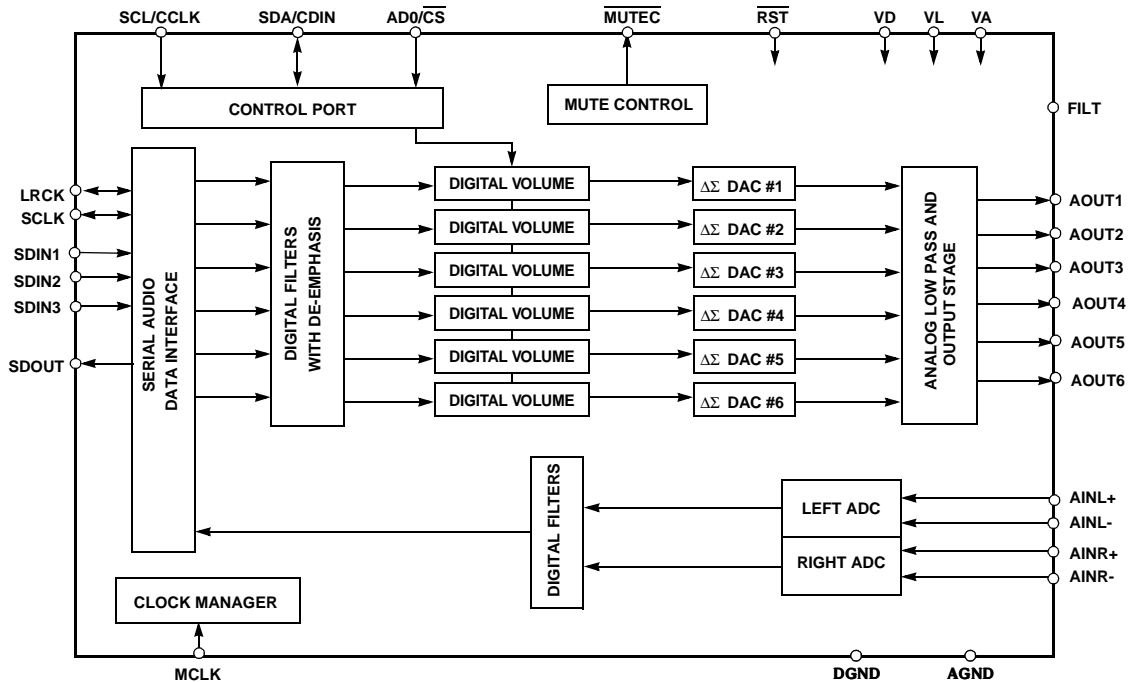 SCL/CCLK
SDA/CDIN
AD0/CS
MUTEC
RST
VD
VL
VA
CONTROL PORT
MUTE CONTROL
FILT
LRCK
SCLK
SDIN1
SDIN2
SDIN3
SDOUT
SERIAL AUDIO
DATA INTERFACE
DIGITAL FILTERS
WITH DE-EMPHASIS
DIGITAL VOLUME
DIGITAL VOLUME
DIGITAL VOLUME
DIGITAL VOLUME
DIGITAL VOLUME
DIGITAL VOLUME
ΔΣ DAC #1
ΔΣ DAC #2
ΔΣ DAC #3
ΔΣ DAC #4
ΔΣ DAC #5
ΔΣ DAC #6
ANALOG LOW PASS AND
OUTPUT STAGE
AOUT1
AOUT2
AOUT3
AOUT4
AOUT5
AOUT6
DIGITAL FILTERS
LEFT ADC
RIGHT ADC
AINL+
AINL-
AINR+
AINR-
CLOCK MANAGER
MCLK
DGND
AGND